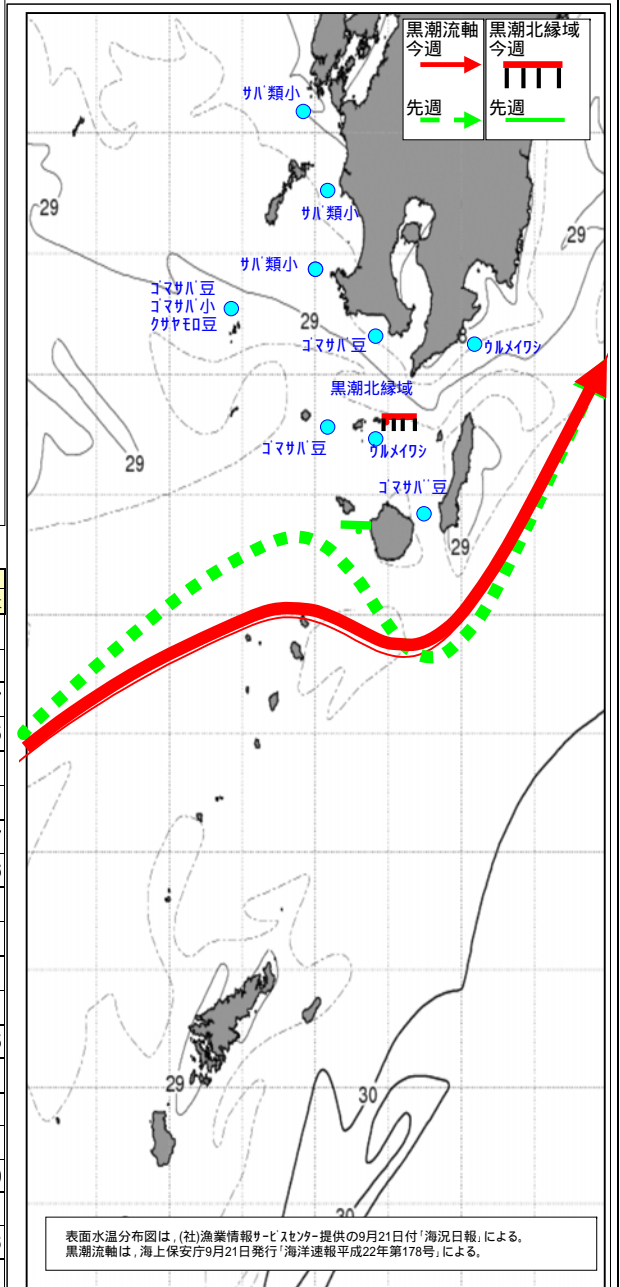 黒潮流軸
今週
先週
黒潮北縁域
今週
先週
サバ類小
サバ類小
サバ類小
ゴマサバ豆
ゴマサバ小
クサヤモロ豆
ゴマサバ豆
ウルメイワシ
黒潮北縁域
ゴマサバ豆
ウルメイワシ
ゴマサバ豆
29
29
29
29
29
29
30
30
表面水温分布図は,(社)漁業情報サービスセンター提供の9月21日付「海況日報」による。
黒潮流軸は,海上保安庁9月21日発行「海洋速報平成22年第178号」による。